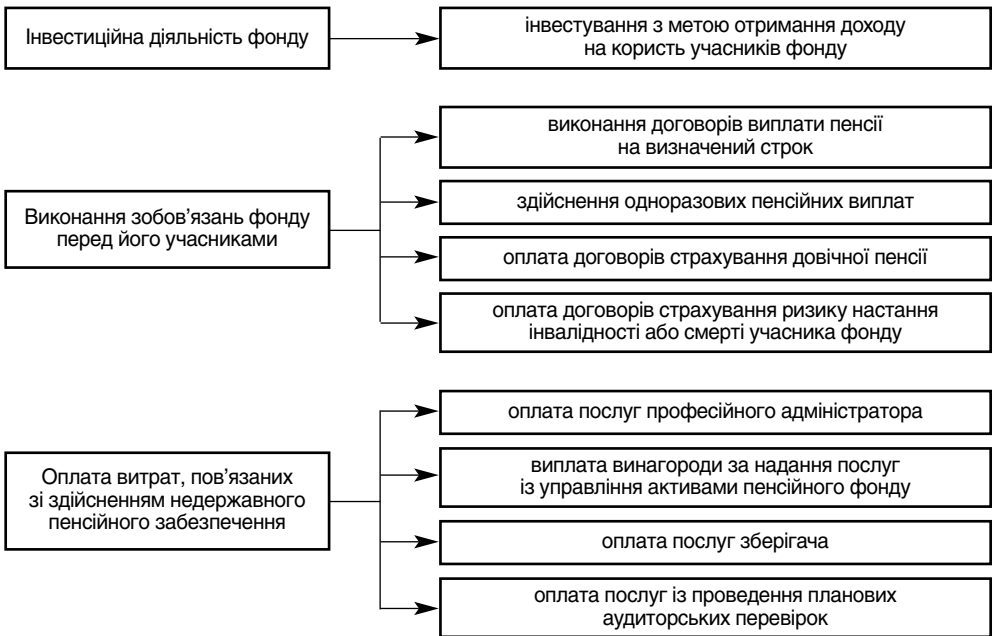 Інвестиційна діяльність фонду
інвестування з метою отримання доходу
на користь учасників фонду
Виконання зобов’язань фонду
перед його учасниками
виконання договорів виплати пенсії
на визначений строк
здійснення одноразових пенсійних виплат
оплата договорів страхування довічної пенсії
оплата договорів страхування ризику настання
інвалідності або смерті учасника фонду
Оплата витрат, пов’язаних
зі здійсненням недержавного
пенсійного забезпечення
оплата послуг професійного адміністратора
виплата винагороди за надання послуг
із управління активами пенсійного фонду
оплата послуг зберігача
оплата послуг із проведення планових
аудиторських перевірок